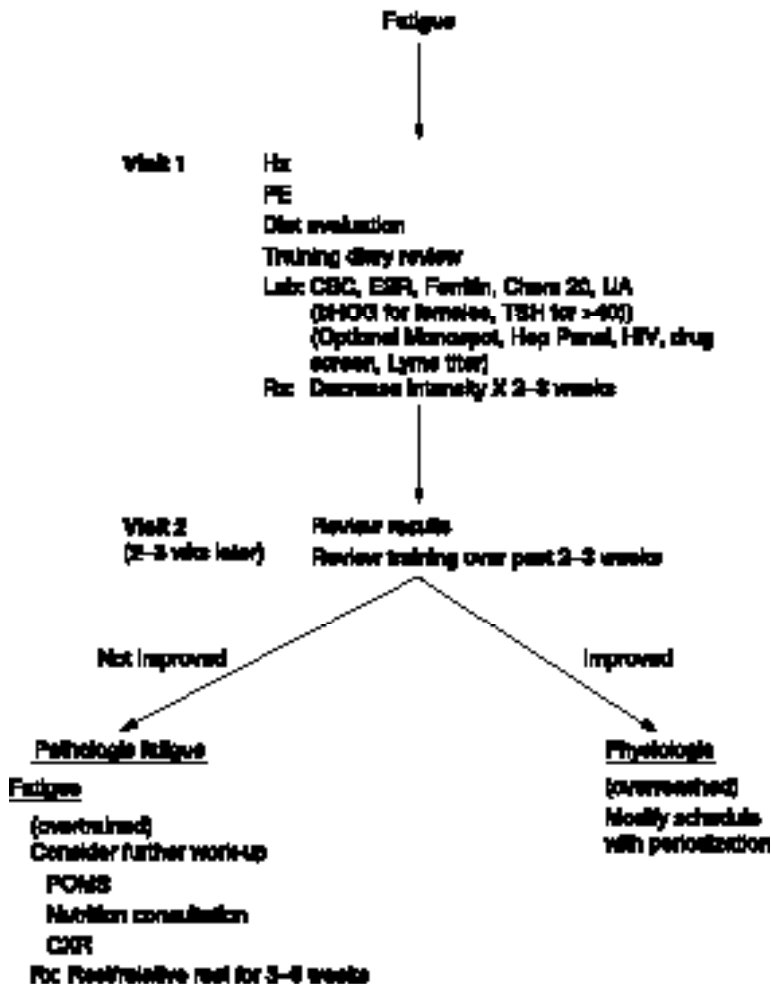 Fatigue
Visit 1
Hx
PE
Diet evaluation
Training diary review
Lab: CBC, ESR, Ferritin, Chem 20, UA
(bHCG for females, TSH for >40)
(Optional Monospot, Hep Panel, HIV, drug
screen, Lyme titer)
Rx: Decrease intensity X 2–3 weeks
Visit 2
(2–3 wks later)
Review results
Review training over past 2–3 weeks
Not improved
Improved
Pathologic fatigue
Fatigue
(overtrained)
Consider further work-up
POMS
Nutrition consultation
CXR
Rx: Rest/relative rest for weeks
Physiologic
(overreached)
Modify schedule
with periodization